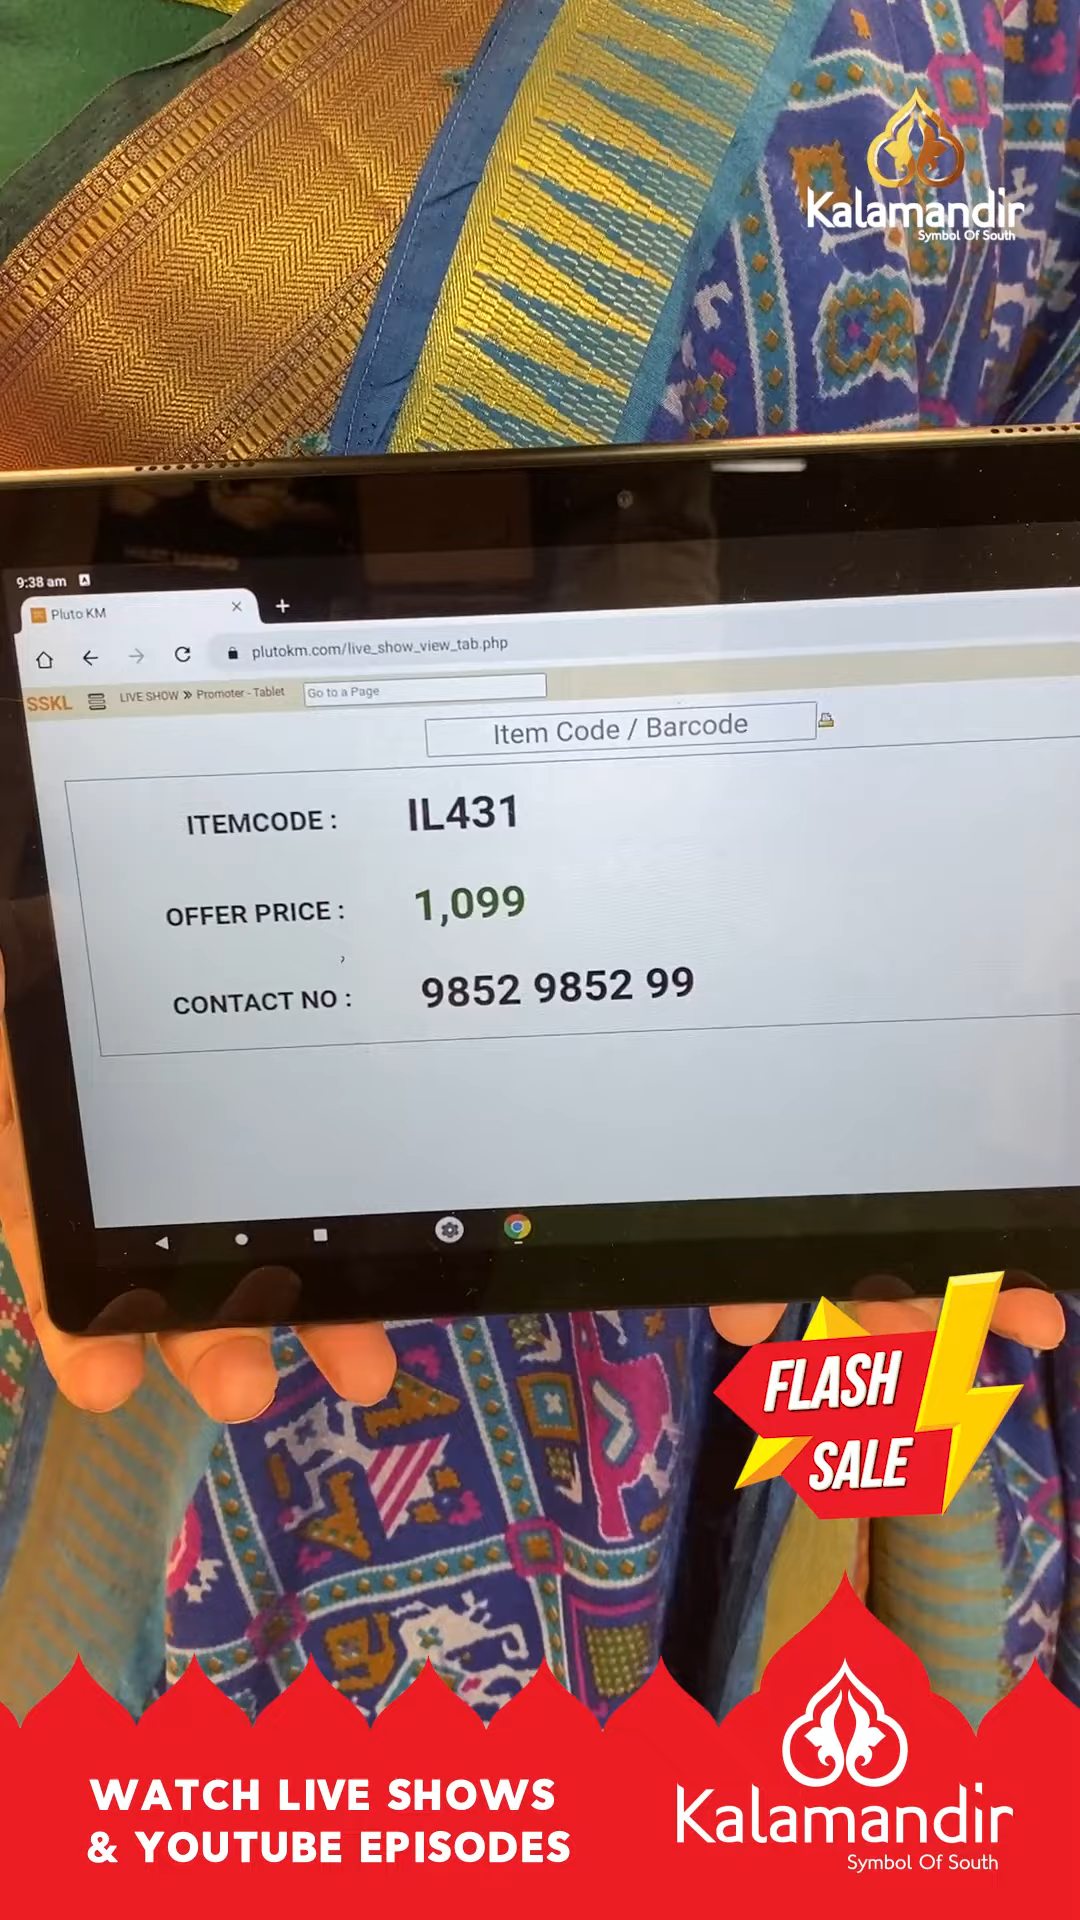 Kalamandir
Symbol Of South
9:38 am
Pluto KM
plutokm.com/live_show_view_tab.php
SSKL LIVE SHOW » Promoter - Tablet Go to a Page
Item Code / Barcode
ITEMCODE : IL431
OFFER PRICE : 1,099
CONTACT NO : 9852 9852 99
FLASH
SALE
WATCH LIVE SHOWS
& YOUTUBE EPISODES
Kalamandir
Symbol Of South